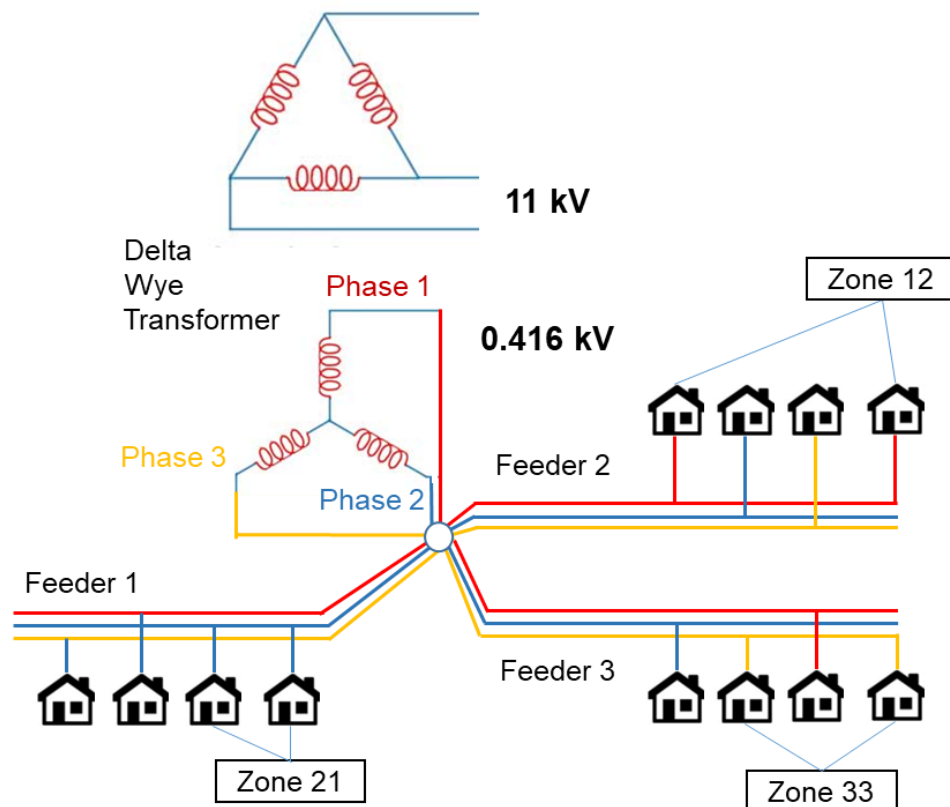 11 kV
Delta
Wye
Transformer
Phase 1
0.416 kV
Zone 12
Phase 3
Phase 2
Feeder 2
Feeder 1
Feeder 3
Zone 21
Zone 33